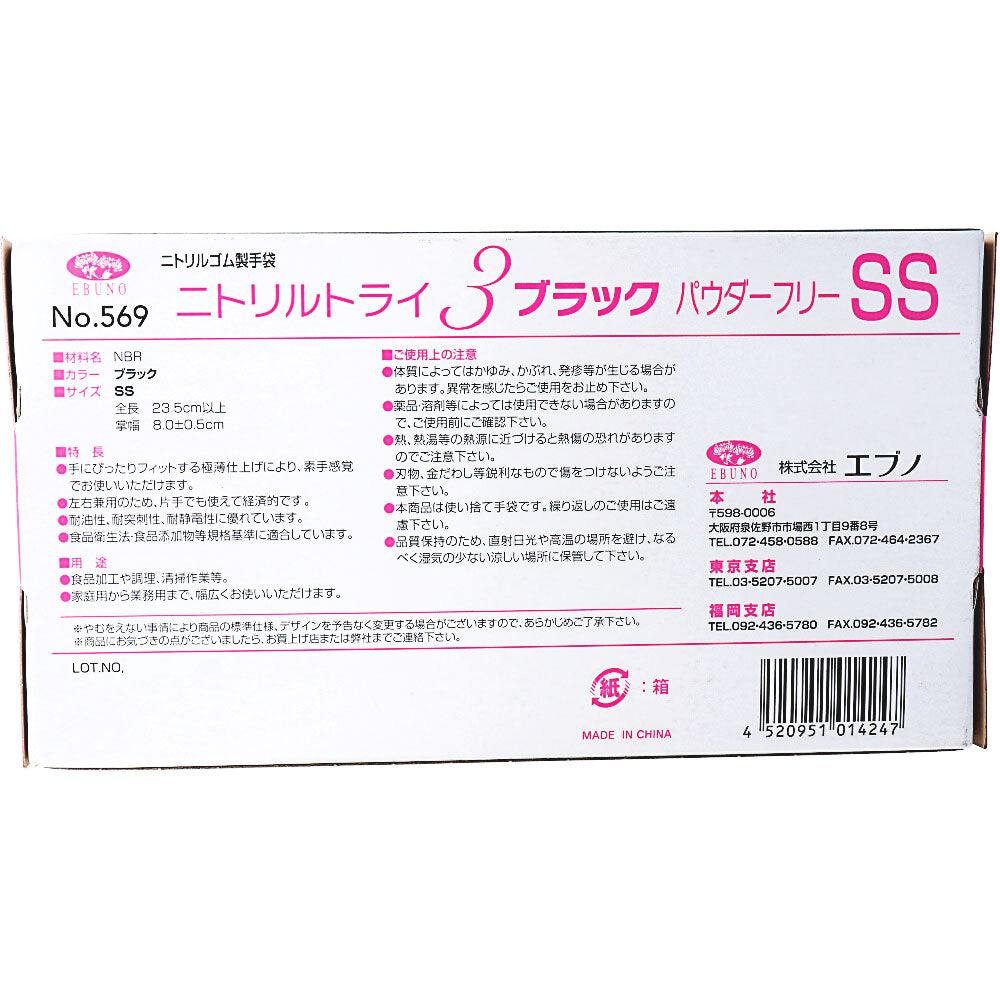 EBUNO
No.569
ニトリルゴム製手袋
ニトリルトライ3ブラック パウダーフリー SS
■材料名 NBR
■カラー ブラック
■サイズ SS
全長 23.5cm以上
掌幅 8.0±0.5cm
■特長
●手にぴったりフィットする極薄仕上げにより、素手感覚
でお使いいただけます。
●左右兼用のため、片手でも使えて経済的です。
●耐油性、耐突刺性、耐静電性に優れています。
●食品衛生法・食品添加物等規格基準に適合しています。
■用途
●食品加工や調理、清掃作業等。
●家庭用から業務用まで、幅広くお使いいただけます。
■ご使用上の注意
●体質によってはかゆみ、かぶれ、発疹等が生じる場合が
あります。異常を感じたらご使用をお止め下さい。
●薬品・溶剤等によっては使用できない場合がありますの
で、ご使用前にご確認下さい。
●熱、熱湯等の熱源に近づけると熱傷の恐れがあります
のでご注意下さい。
●刃物、金だわし等鋭利なもので傷をつけないようご注
意下さい。
●本商品は使い捨て手袋です。繰り返しのご使用はご遠
慮下さい。
●品質保持のため、直射日光や高温の場所を避け、なる
べく湿気の少ない涼しい場所に保管して下さい。
EBUNO 株式会社 エブノ
本社
〒598-0006
大阪府泉佐野市市場西1丁目9番8号
TEL.072-458-0588 FAX.072-464-2367
東京支店
TEL.03-5207-5007 FAX.03-5207-5008
福岡支店
TEL.092-436-5780 FAX.092-436-5782
※やむをえない事情により商品の標準仕様、デザインを予告なく変更する場合がございますので、あらかじめご了承下さい。
※商品にお気づきの点がございましたら、お買上げ店または弊社までご連絡下さい。
LOT.NO,
紙:箱
MADE IN CHINA
4 520951 014247